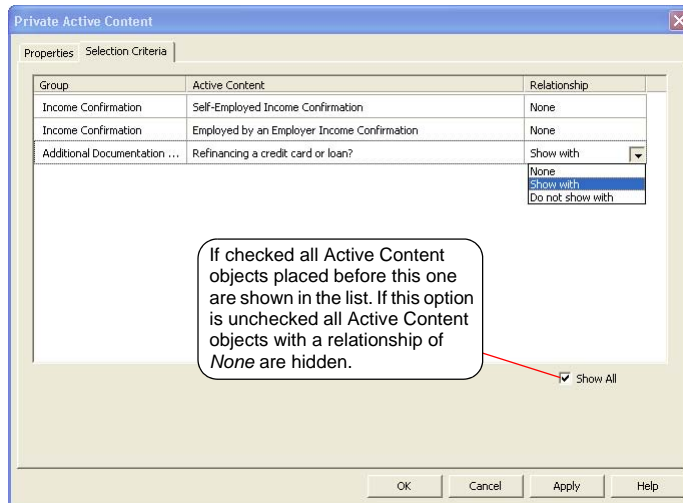 Private Active Content
Properties Selection Criteria
Group Active Content Relationship
Income Confirmation Self-Employed Income Confirmation None
Income Confirmation Employed by an Employer Income Confirmation None
Additional Documentation ... Refinancing a credit card or loan? Show with
None
Show with
Do not show with
If checked all Active Content
objects placed before this one
are shown in the list. If this option
is unchecked all Active Content
objects with a relationship of
None are hidden.
Show All
OK Cancel Apply Help